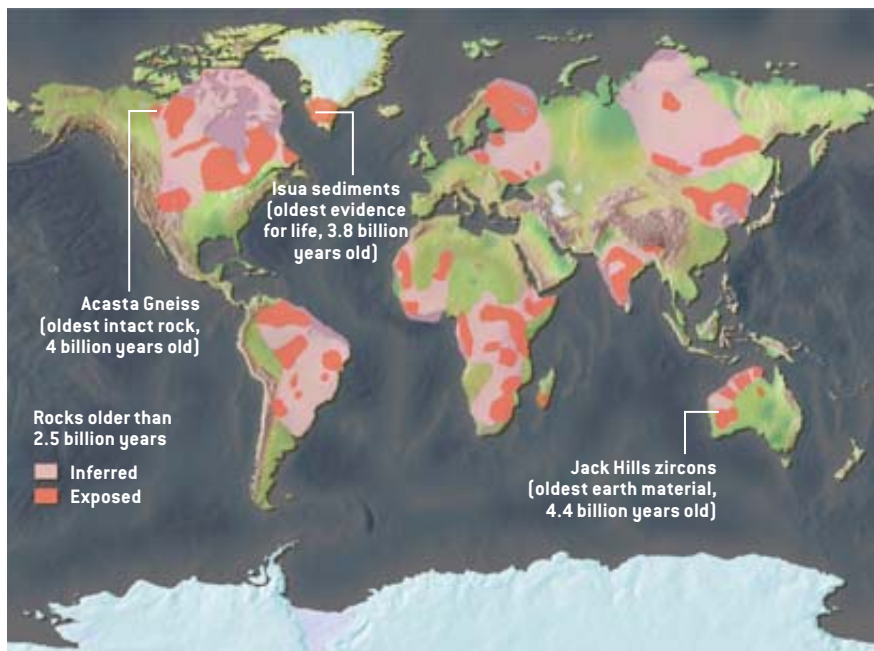 Isua sediments
(oldest evidence
for life, 3.8 billion
years old)
Acasta Gneiss
(oldest intact rock,
4 billion years old)
Rocks older than
2.5 billion years
Inferred
Exposed
Jack Hills zircons
(oldest earth material,
4.4 billion years old)